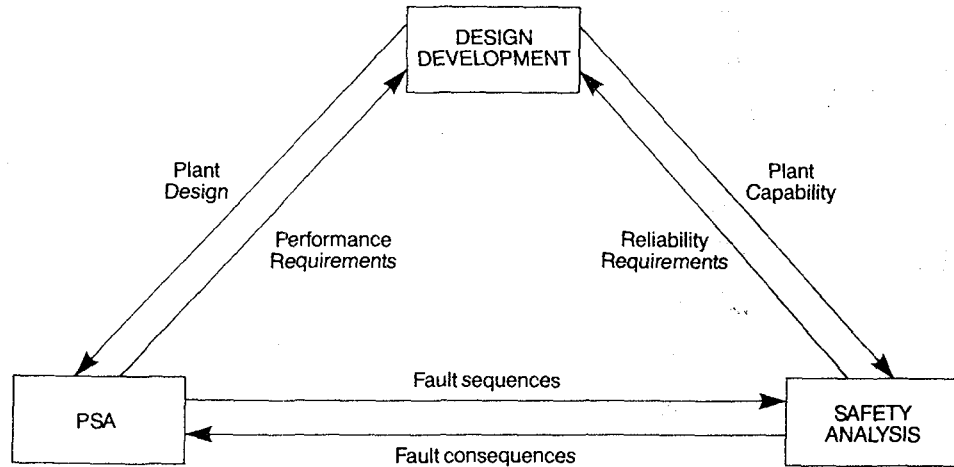 DESIGN
DEVELOPMENT
Plant
Design
Plant
Capability
Performance
Requirements
Reliability
Requirements
Fault sequences
PSA
SAFETY
ANALYSIS
Fault consequences